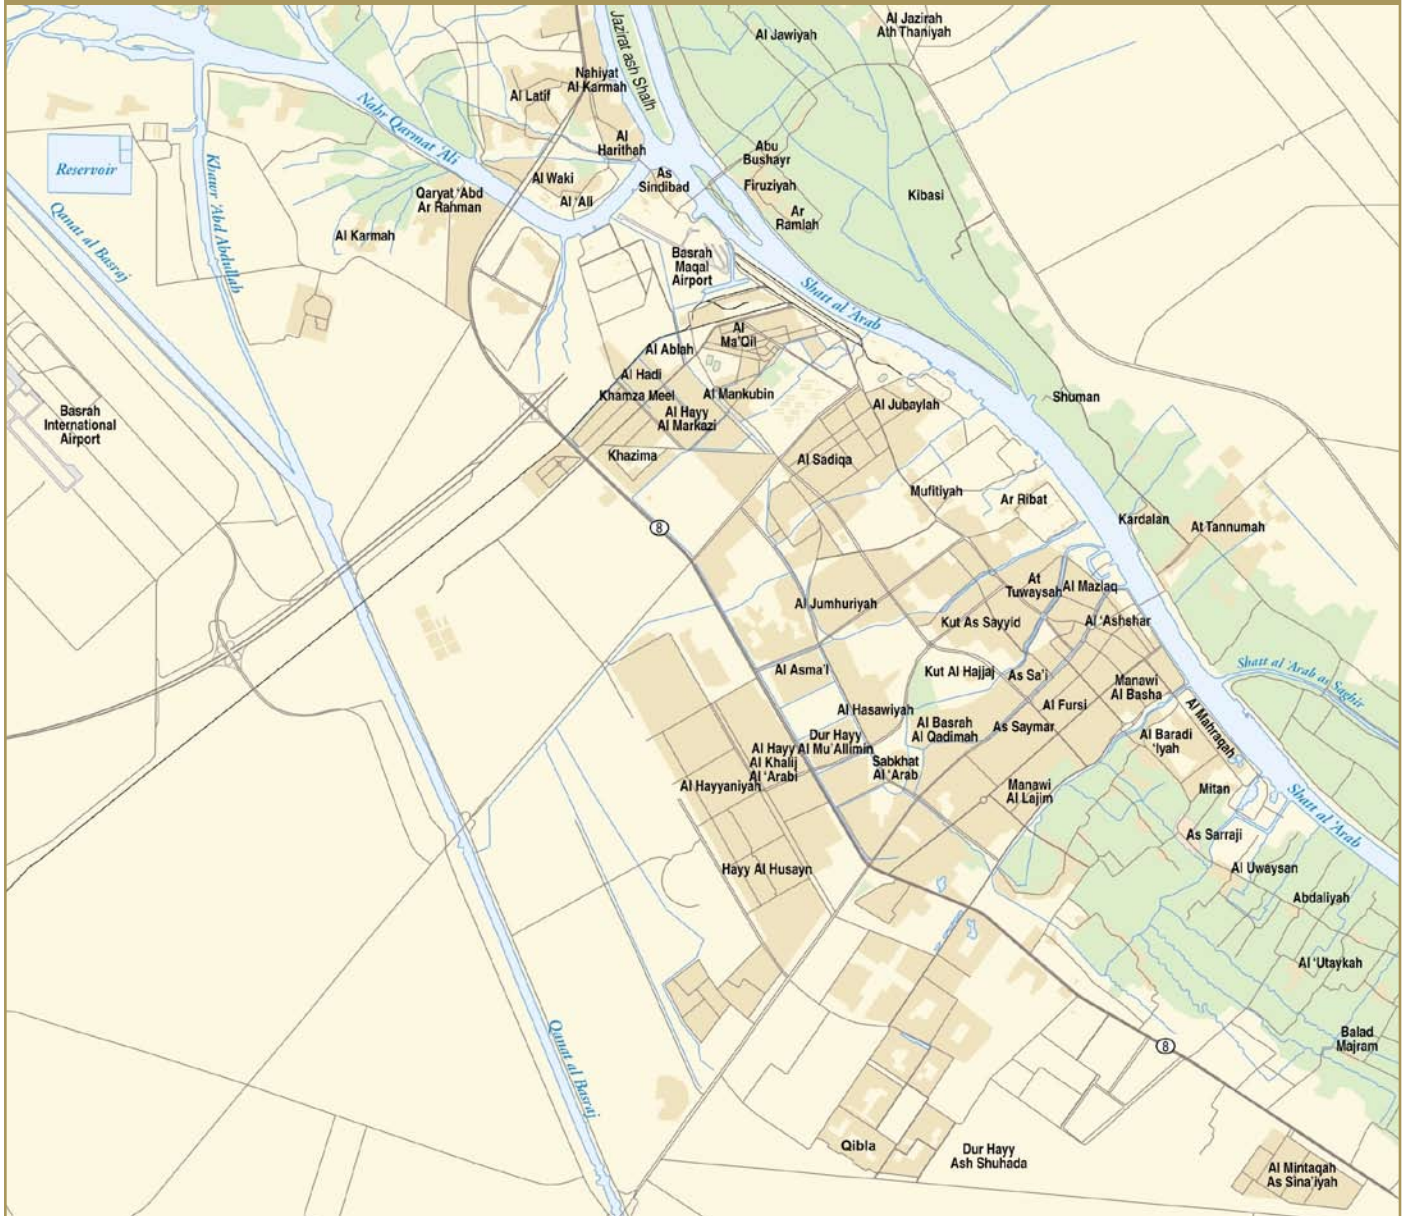 Al Jazirah
Ath Thaniyah
Al Jawiyah
Jazirat ash Shalh
Nahiyat
Al Karmah
Al Latif
Nahr Qarmat 'Ali
Al
Harithah
Abu
Bushayr
Reservoir
Khawr 'Abd Abdullah
As
Sindibad
Al Waki
Firuziyah
Qaryat 'Abd
Ar Rahman
Al 'Ali
Kibasi
Ar
Ramlah
Qanat al Basraj
Al Karmah
Basrah
Maqal
Airport
Shatt al 'Arab
Al
Ma'Qil
Al Ablah
Al Hadi
Khamza Meel
Al Mankubin
Shuman
Al Jubaylah
Al Hayy
Al Markazi
Basrah
International
Airport
Khazima
Al Sadiqa
Mufitiyah
Ar Ribat
8
Kardalan
At Tannumah
At
Tuwaysah
Al Mazlaq
Al Jumhuriyah
Kut As Sayyid
Al 'Ashshar
Shatt al 'Arab as Saghir
Al Asma'I
Kut Al Hajjaj
As Sa'i
Manawi
Al Basha
Al Hasawiyah
Al Fursi
Al Mahraqah
Al Basrah
Al Qadimah
As Saymar
Dur Hayy
Al Mu'Allimin
Al Baradi
'Iyah
Al Hayy
Al Khalij
Al 'Arabi
Sabkhat
Al 'Arab
Al Hayyaniyah
Manawi
Al Lajim
Mitan
Shatt al 'Arab
As Sarraji
Hayy Al Husayn
Al Uwaysan
Abdaliyah
Al 'Utaykah
Balad
Majram
8
Qanat al Basraj
Qibla
Dur Hayy
Ash Shuhada
Al Mintaqah
As Sina'iyah